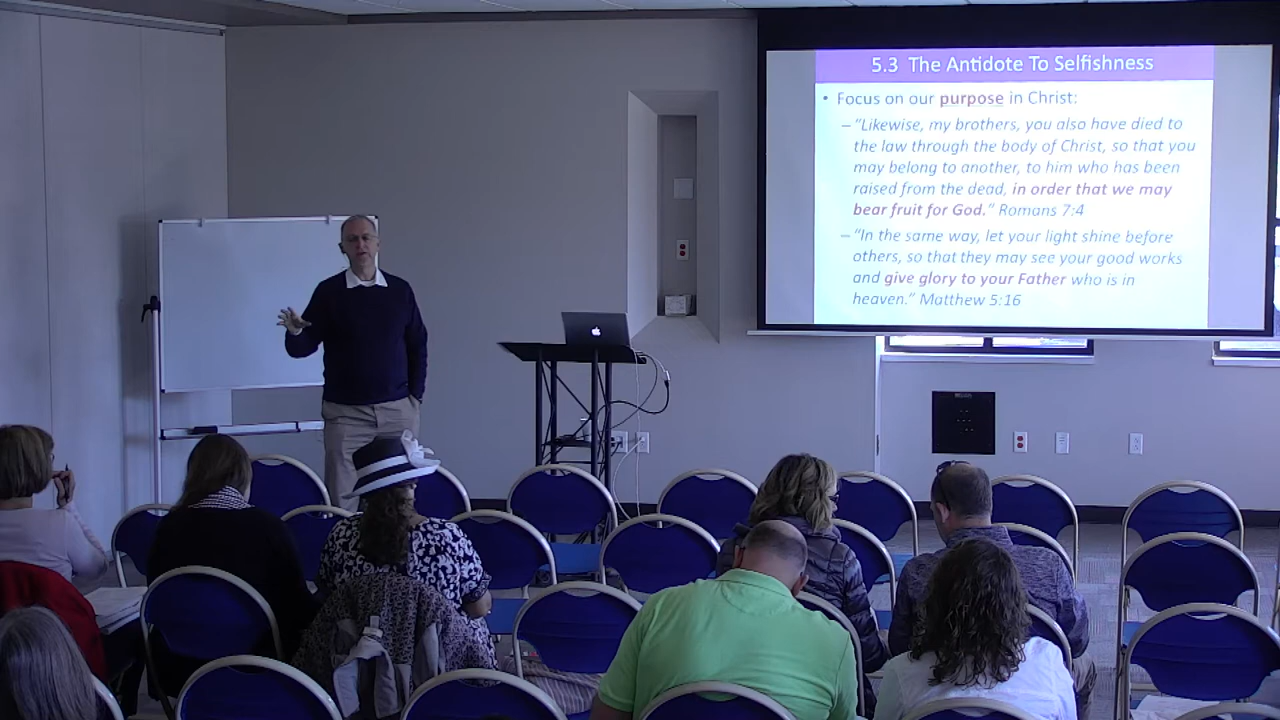 5.3 The Antidote To Selfishness
• Focus on our purpose in Christ:
– “Likewise, my brothers, you also have died to
the law through the body of Christ, so that you
may belong to another, to him who has been
raised from the dead, in order that we may
bear fruit for God.” Romans 7:4
– “In the same way, let your light shine before
others, so that they may see your good works
and give glory to your Father who is in
heaven.” Matthew 5:16